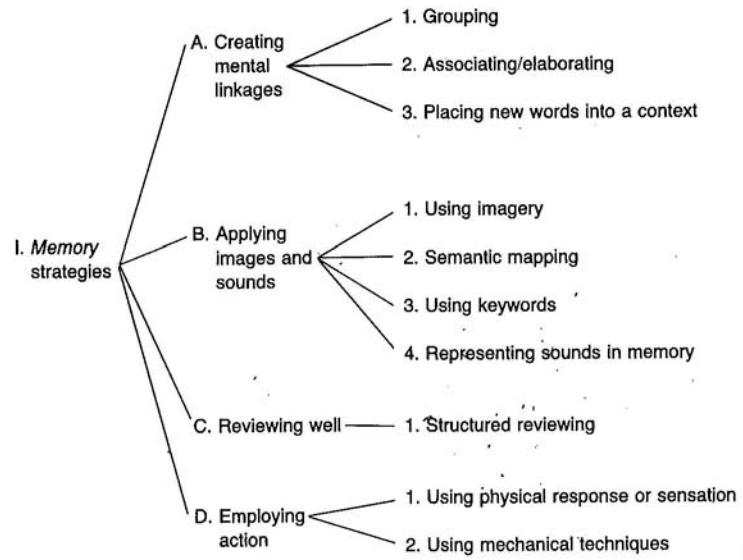 1. Grouping
A. Creating
mental
linkages
2. Associating/elaborating
3. Placing new words into a context
I. Memory
strategies
B. Applying
images and
sounds
1. Using imagery
2. Semantic mapping
3. Using keywords
4. Representing sounds in memory
C. Reviewing well
1. Structured reviewing
D. Employing
action
1. Using physical response or sensation
2. Using mechanical techniques